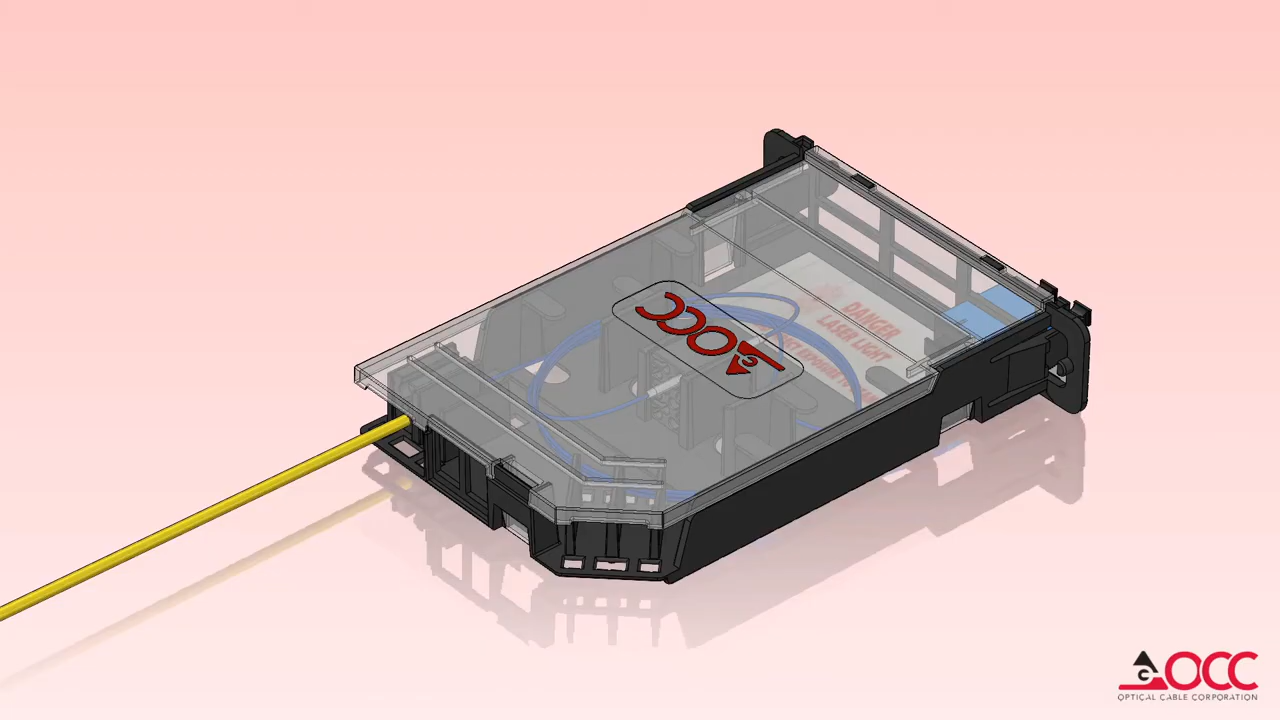 OCC
DANGER
LASER LIGHT
OCC
OPTICAL CABLE CORPORATION